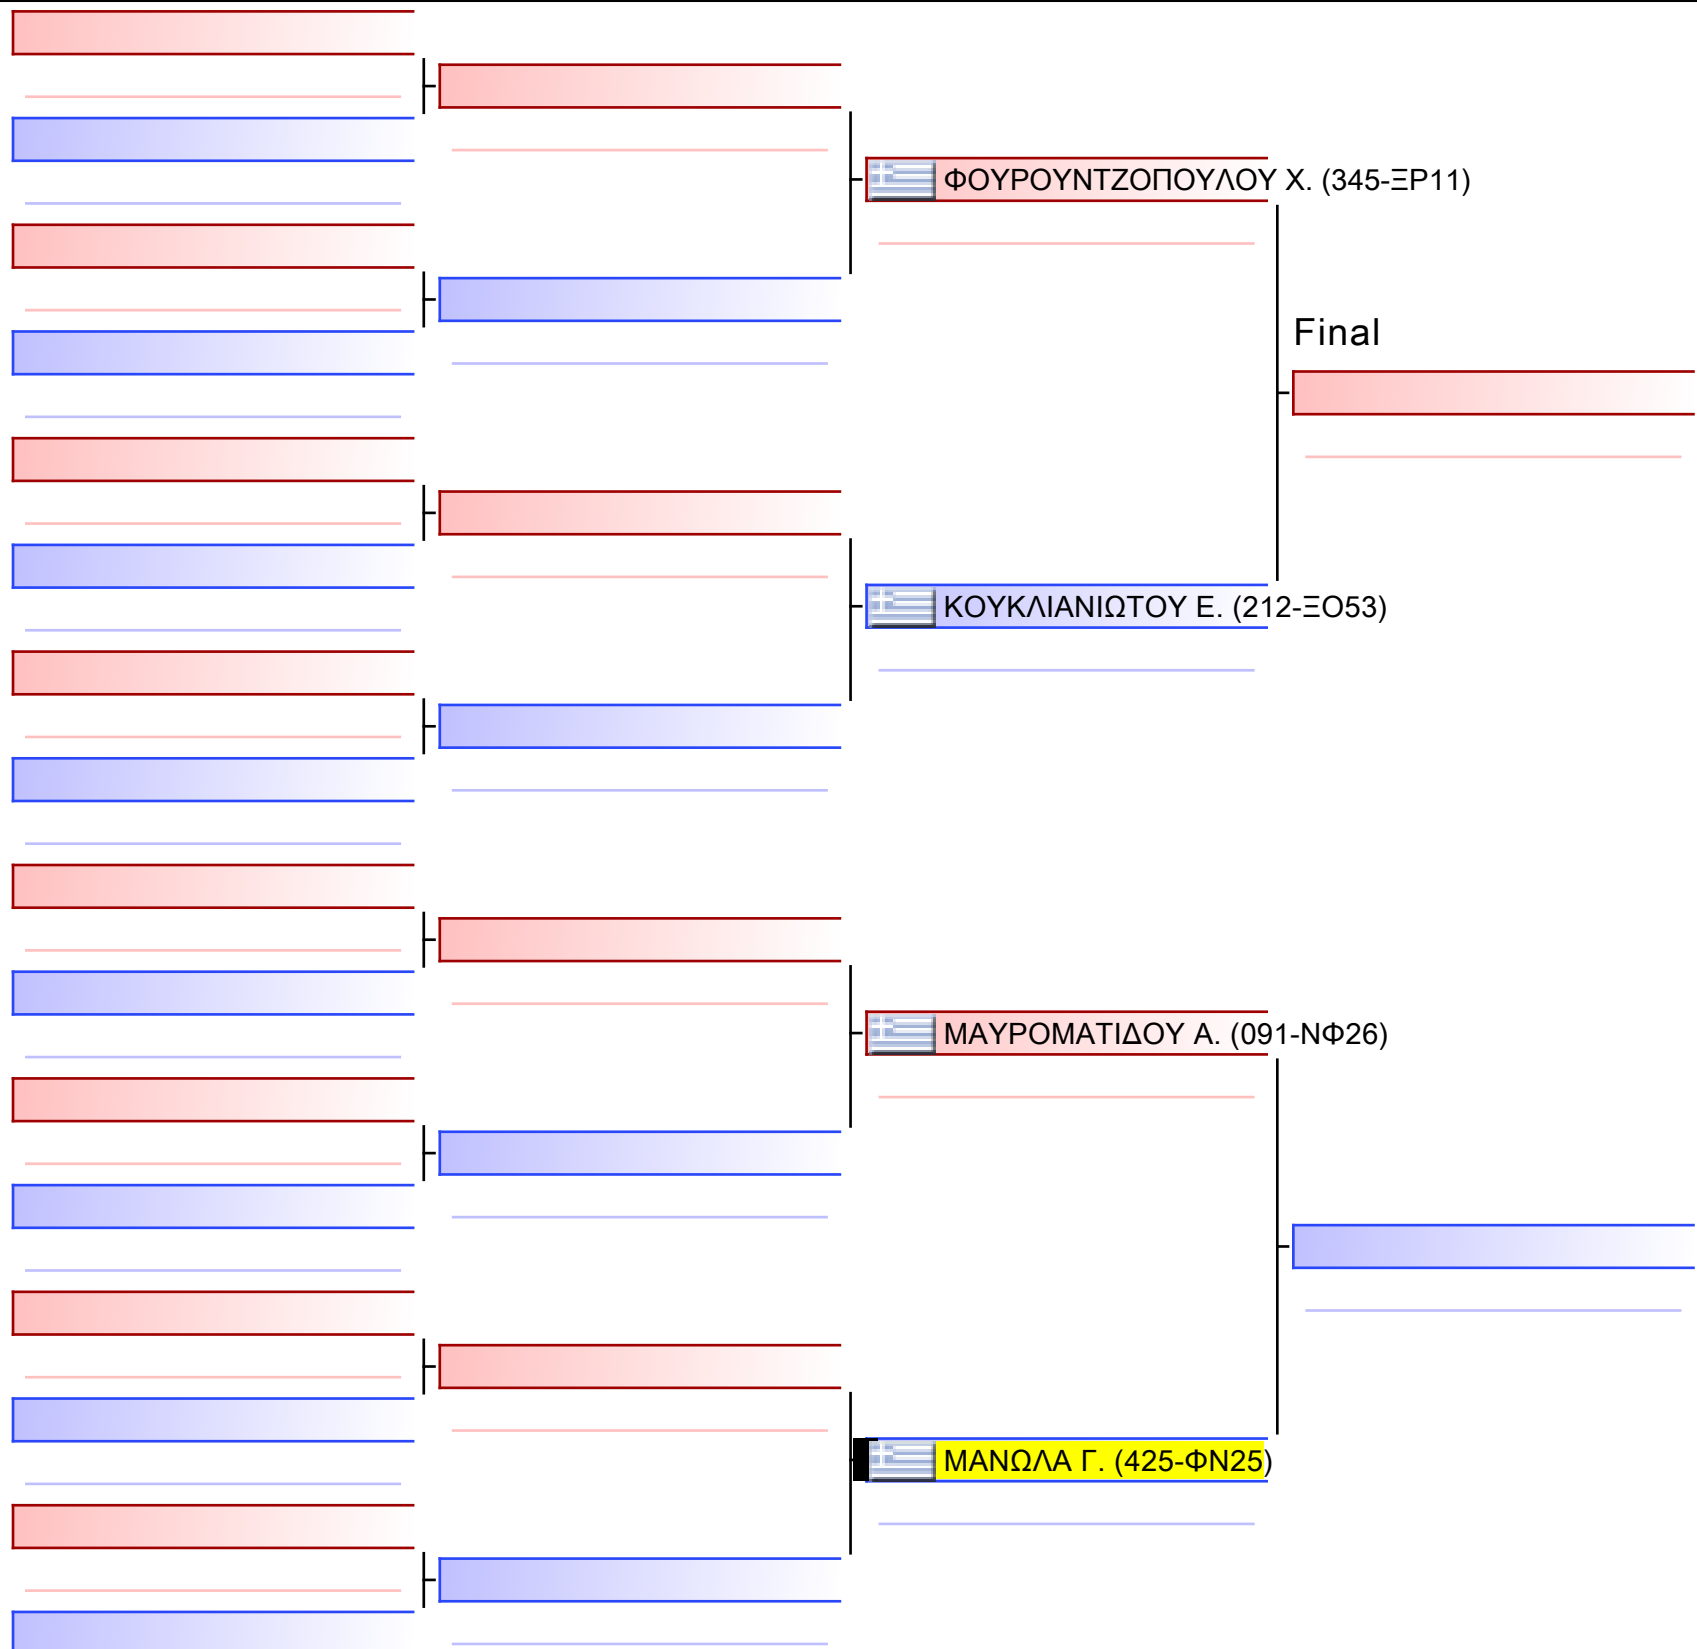 ΦΟΥΡΟΥΝΤΖΟΠΟΥΛΟΥ Χ. (345-ΞΡ11)
Final
ΚΟΥΚΛΙΑΝΙΩΤΟΥ Ε. (212-ΞΟ53)
ΜΑΥΡΟΜΑΤΙΔΟΥ Α. (091-ΝΦ26)
ΜΑΝΩΛΑ Γ. (425-ΦΝ25)